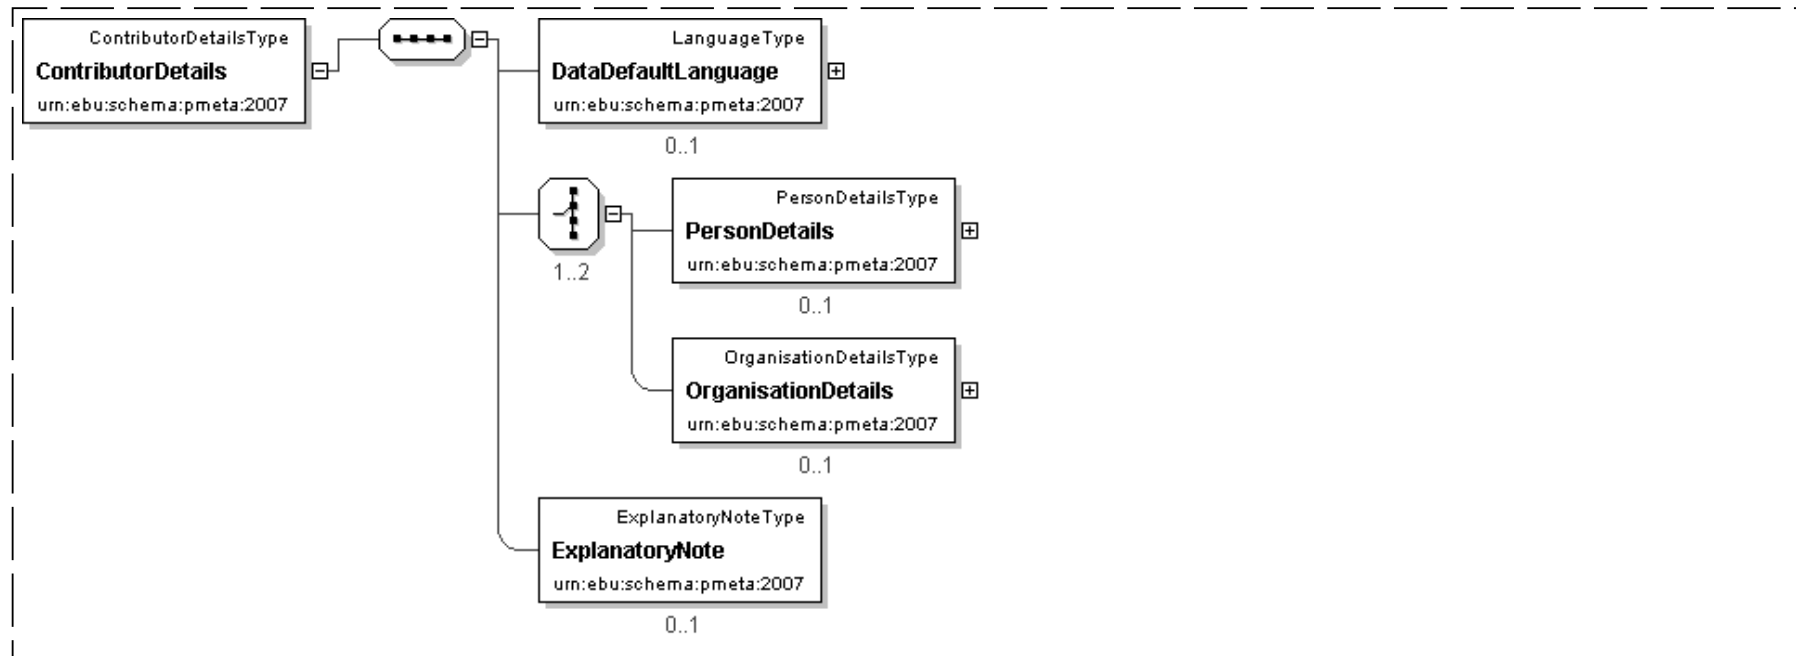 ContributorDetailsType
ContributorDetails
urn:ebu:schema:pmeta:2007
LanguageType
DataDefaultLanguage
urn:ebu:schema:pmeta:2007
0..1
1..2
PersonDetailsType
PersonDetails
urn:ebu:schema:pmeta:2007
0..1
OrganisationDetailsType
OrganisationDetails
urn:ebu:schema:pmeta:2007
0..1
ExplanatoryNoteType
ExplanatoryNote
urn:ebu:schema:pmeta:2007
0..1